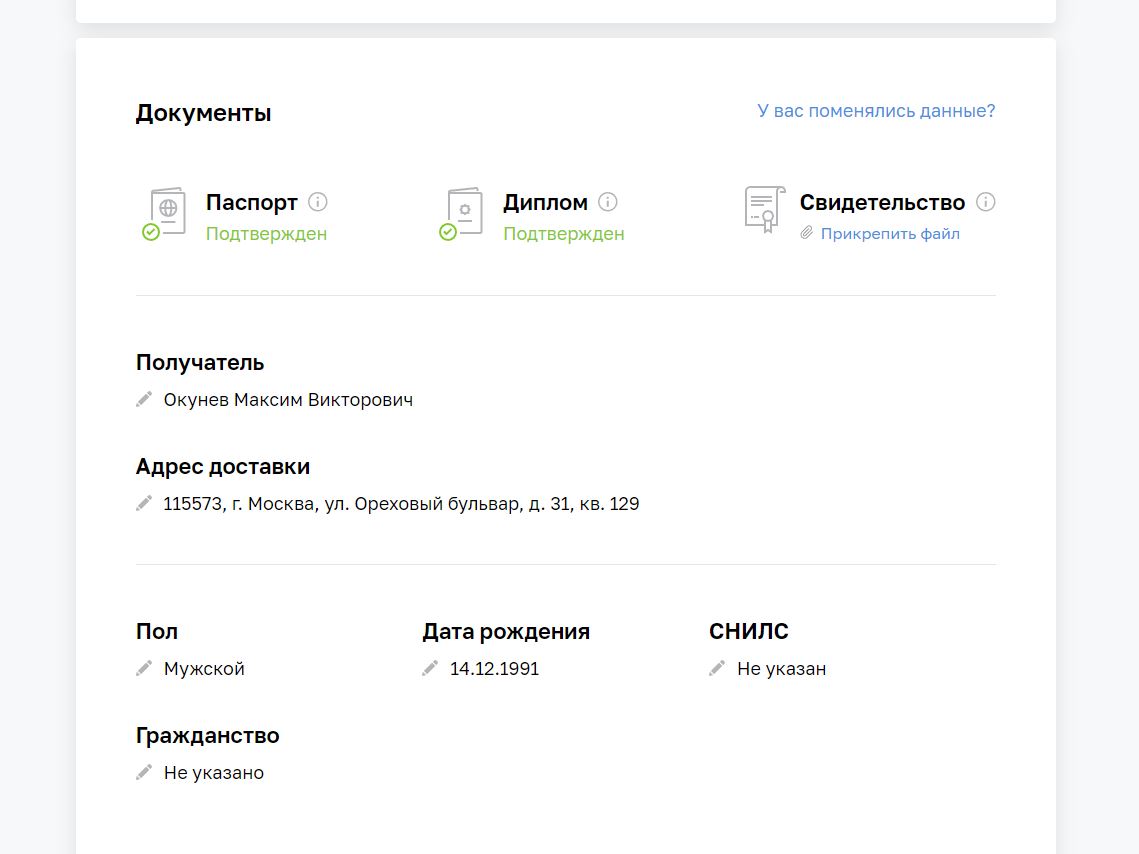 Документы
У вас поменялись данные?
Паспорт
Подтвержден
Диплом
Подтвержден
Свидетельство
Прикрепить файл
Получатель
Окунев Максим Викторович
Адрес доставки
115573, г. Москва, ул. Ореховый бульвар, д. 31, кв. 129
Пол
Мужской
Дата рождения
14.12.1991
СНИЛС
Не указан
Гражданство
Не указано